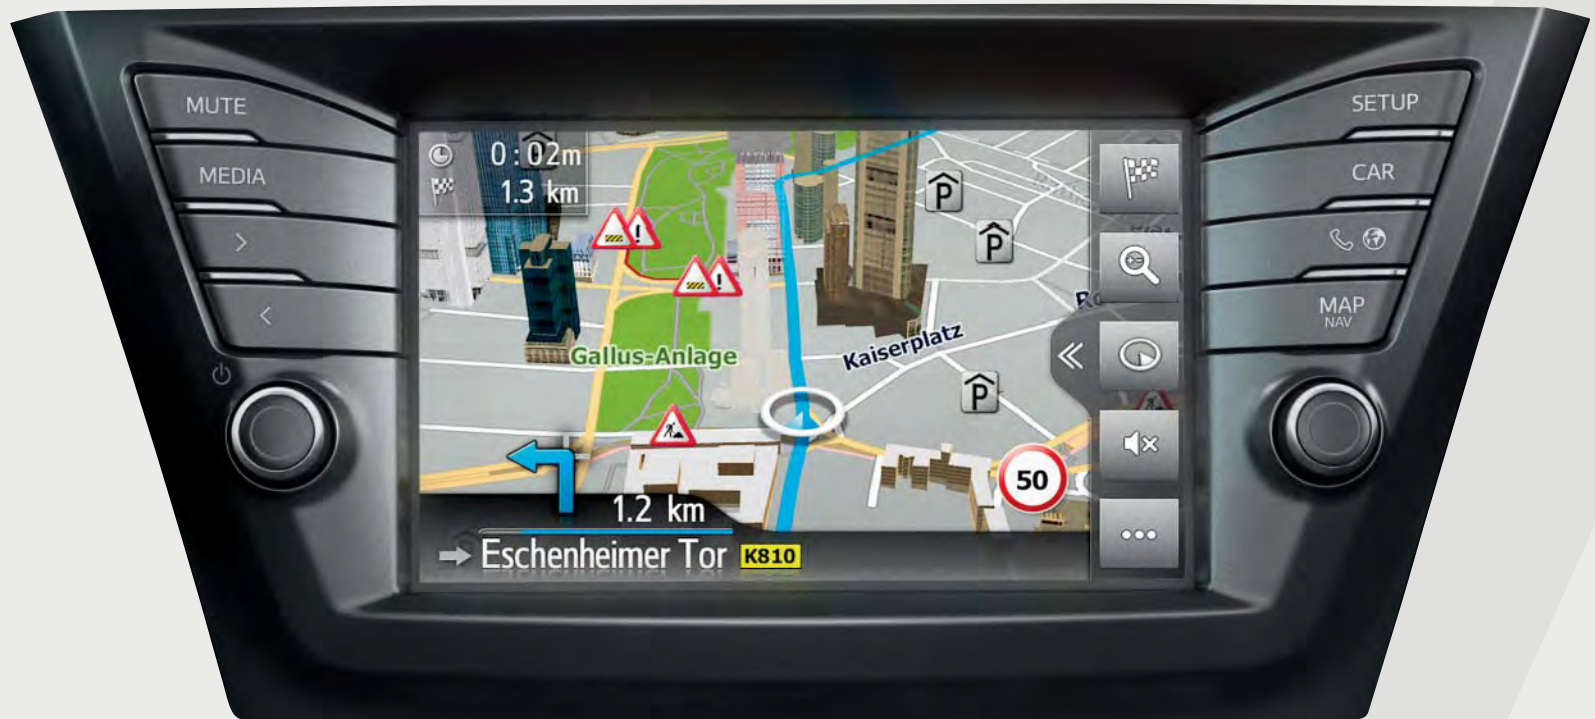 MUTE
MEDIA
SETUP
CAR
MAP
NAV
0:02m
1.3 km
P
P
P
Gallus-Anlage
Kaiserplatz
50
1.2 km
Eschenheimer Tor K810